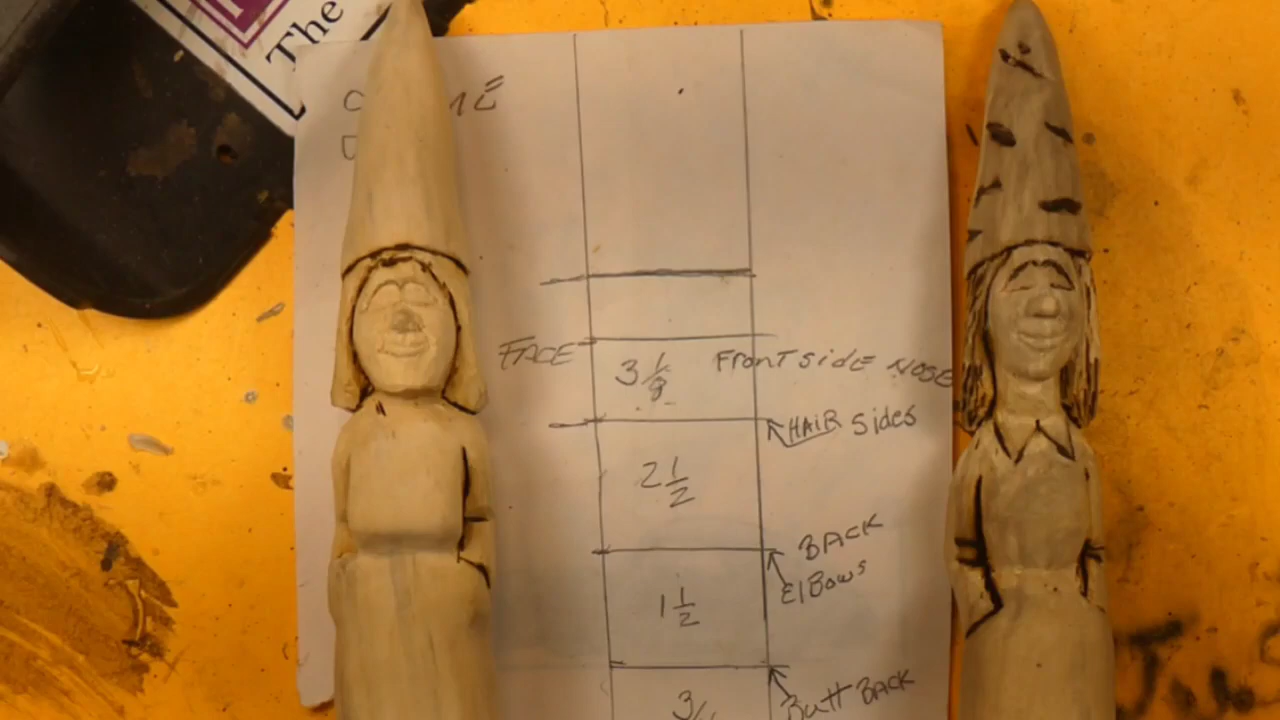 The
FACE
3 1/8
Front side NOSE
HAIR Sides
2 1/2
BACK
ElBows
1 1/2
Butt BACK